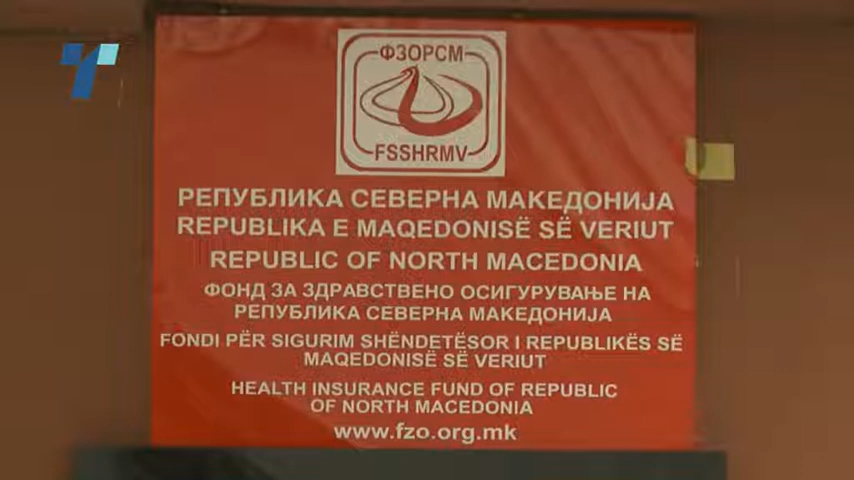 ФЗОРСМ
FSSHRMV
РЕПУБЛИКА СЕВЕРНА МАКЕДОНИЈА
REPUBLIKA E MAQEDONISË SË VERIUT
REPUBLIC OF NORTH MACEDONIA
ФОНД ЗА ЗДРАВСТВЕНО ОСИГУРУВАЊЕ НА
РЕПУБЛИКА СЕВЕРНА МАКЕДОНИЈА
FONDI PËR SIGURIM SHËNDETËSOR I REPUBLIKËS SË
MAQEDONISË SË VERIUT
HEALTH INSURANCE FUND OF REPUBLIC
OF NORTH MACEDONIA
www.fzo.org.mk